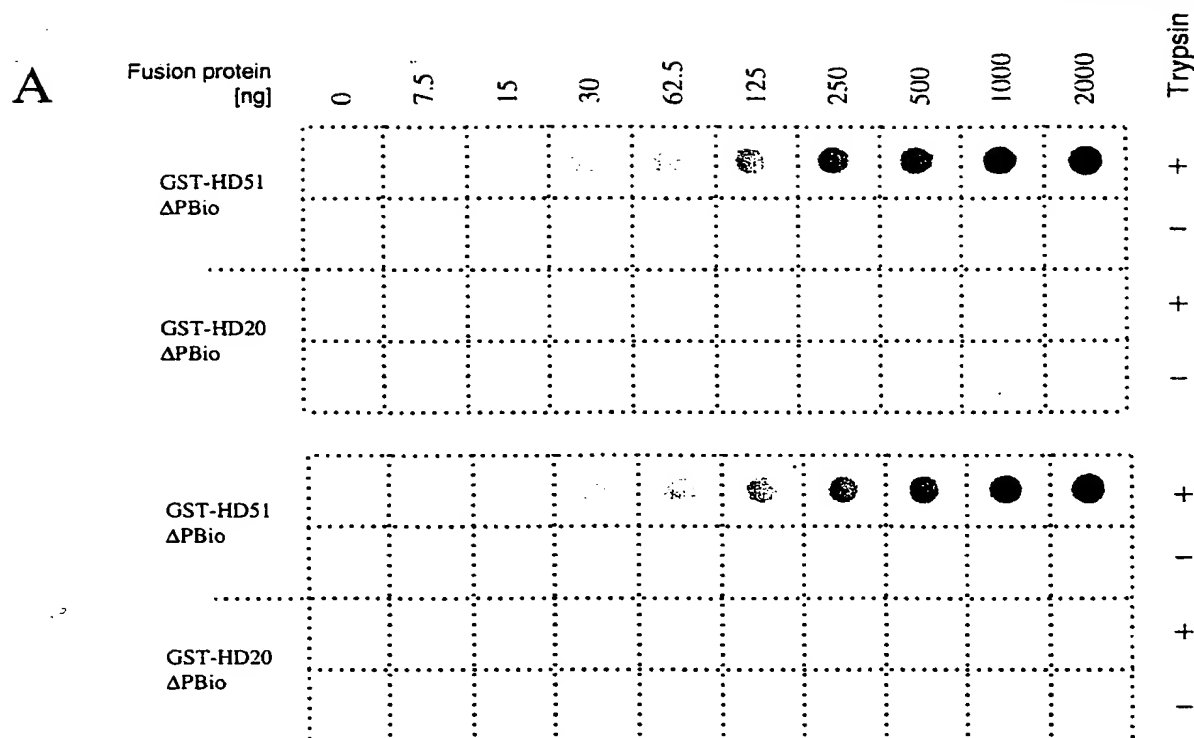 A
Fusion protein
[ng]
0 7.5 15 30 62.5 125 250 500 1000 2000
Trypsin
GST-HD51
ΔPBio
+
−
GST-HD20
ΔPBio
+
−
GST-HD51
ΔPBio
+
−
GST-HD20
ΔPBio
+
−